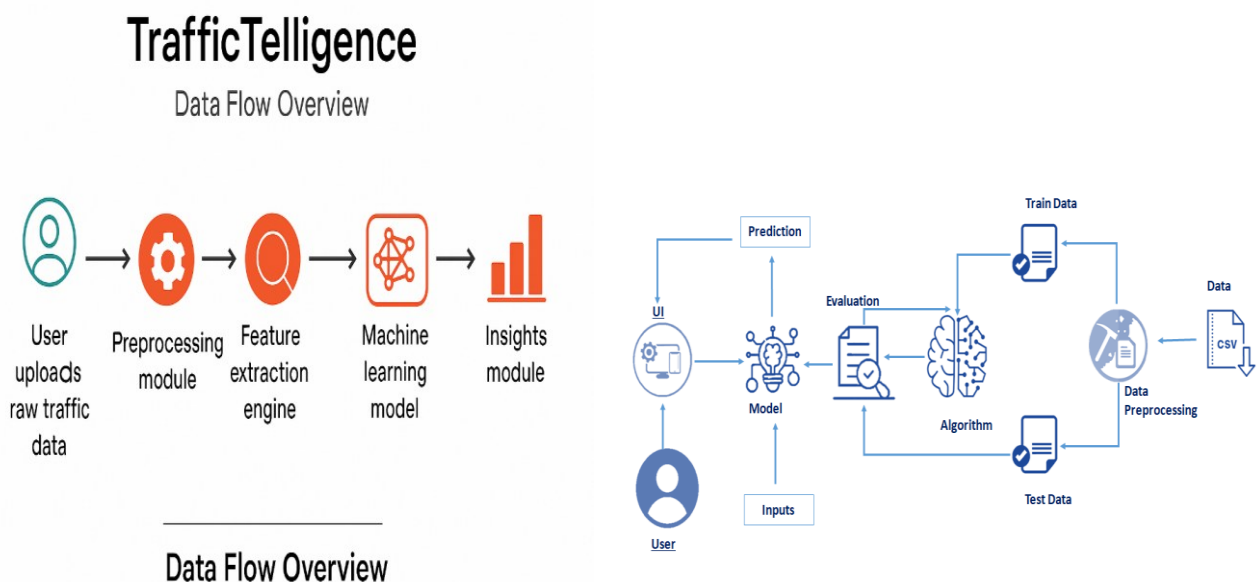 TrafficTelligence
Data Flow Overview
User
uploads
raw traffic
data
Preprocessing
module
Feature
extraction
engine
Machine
learning
model
Insights
module
Data Flow Overview
Train Data
Prediction
Data
Evaluation
UI
CSV
Model
Algorithm
Data
Preprocessing
Inputs
Test Data
User